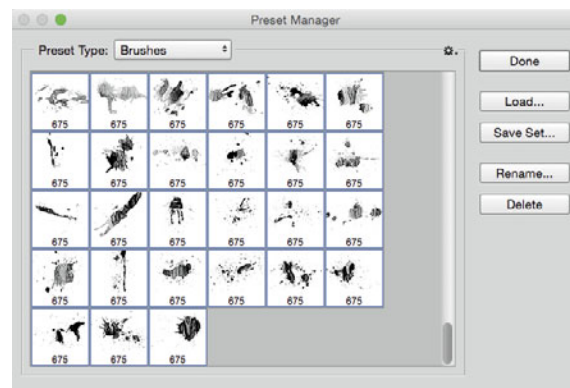 Preset Manager
Preset Type: Brushes
Done
Load...
Save Set...
Rename...
Delete
675 675 675 675 675 675
675 675 675 675 675 675
675 675 675 675 675 675
675 675 675 675 675 675
675 675 675